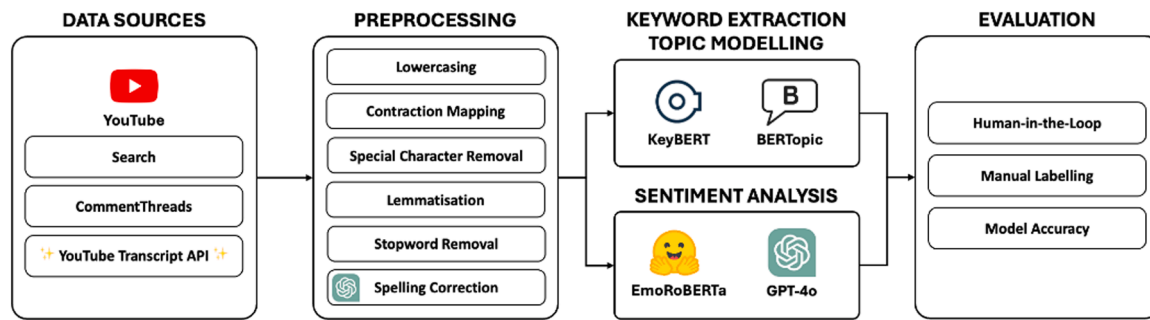 DATA SOURCES
YouTube
Search
CommentThreads
✨ YouTube Transcript API ✨
PREPROCESSING
Lowercasing
Contraction Mapping
Special Character Removal
Lemmatisation
Stopword Removal
Spelling Correction
KEYWORD EXTRACTION
TOPIC MODELLING
B
KeyBERT BERTopic
SENTIMENT ANALYSIS
EmoRoBERTa GPT-4o
EVALUATION
Human-in-the-Loop
Manual Labelling
Model Accuracy